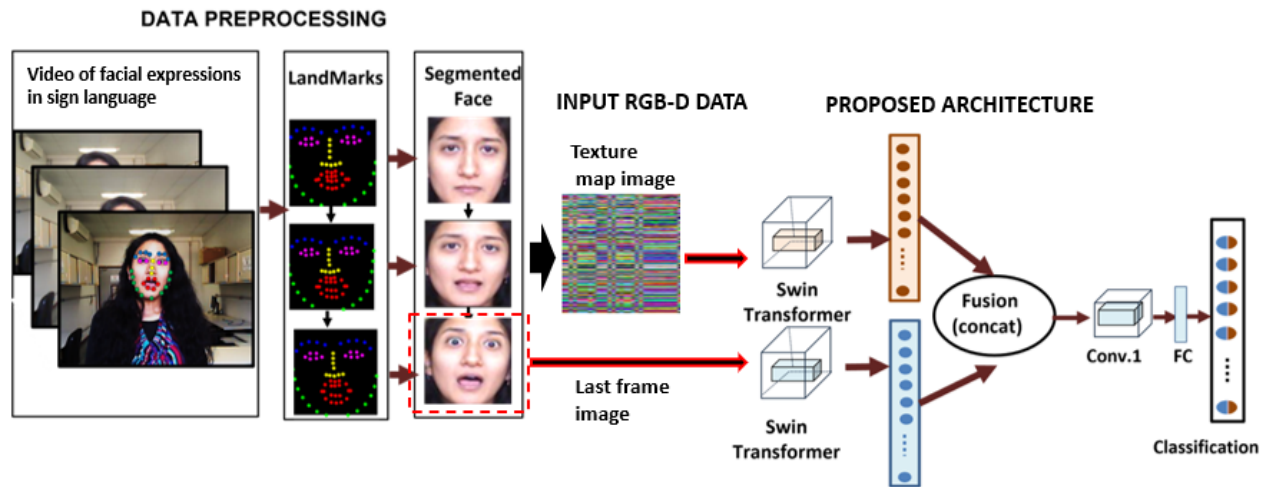 DATA PREPROCESSING
Video of facial expressions
in sign language
LandMarks
Segmented
Face
INPUT RGB-D DATA
Texture
map image
Last frame
image
PROPOSED ARCHITECTURE
Swin
Transformer
Swin
Transformer
Fusion
(concat)
Conv.1
FC
Classification